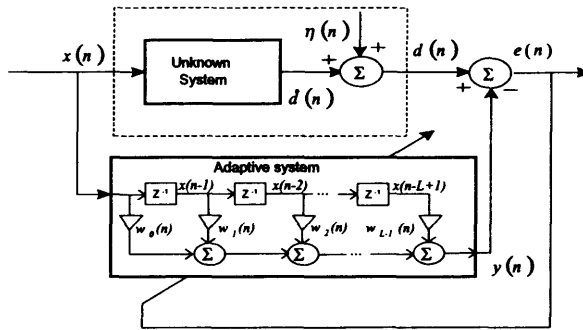 η(n)
x(n)
Unknown
System
+
+
Σ
d'(n)
d(n)
+
Σ
−
e(n)
Adaptive system
Z⁻¹
x(n-1)
Z⁻¹
x(n-2)
...
Z⁻¹
x(n-L+1)
w₀(n)
w₁(n)
w₂(n)
w_{L-1}(n)
Σ
Σ
...
Σ
y(n)